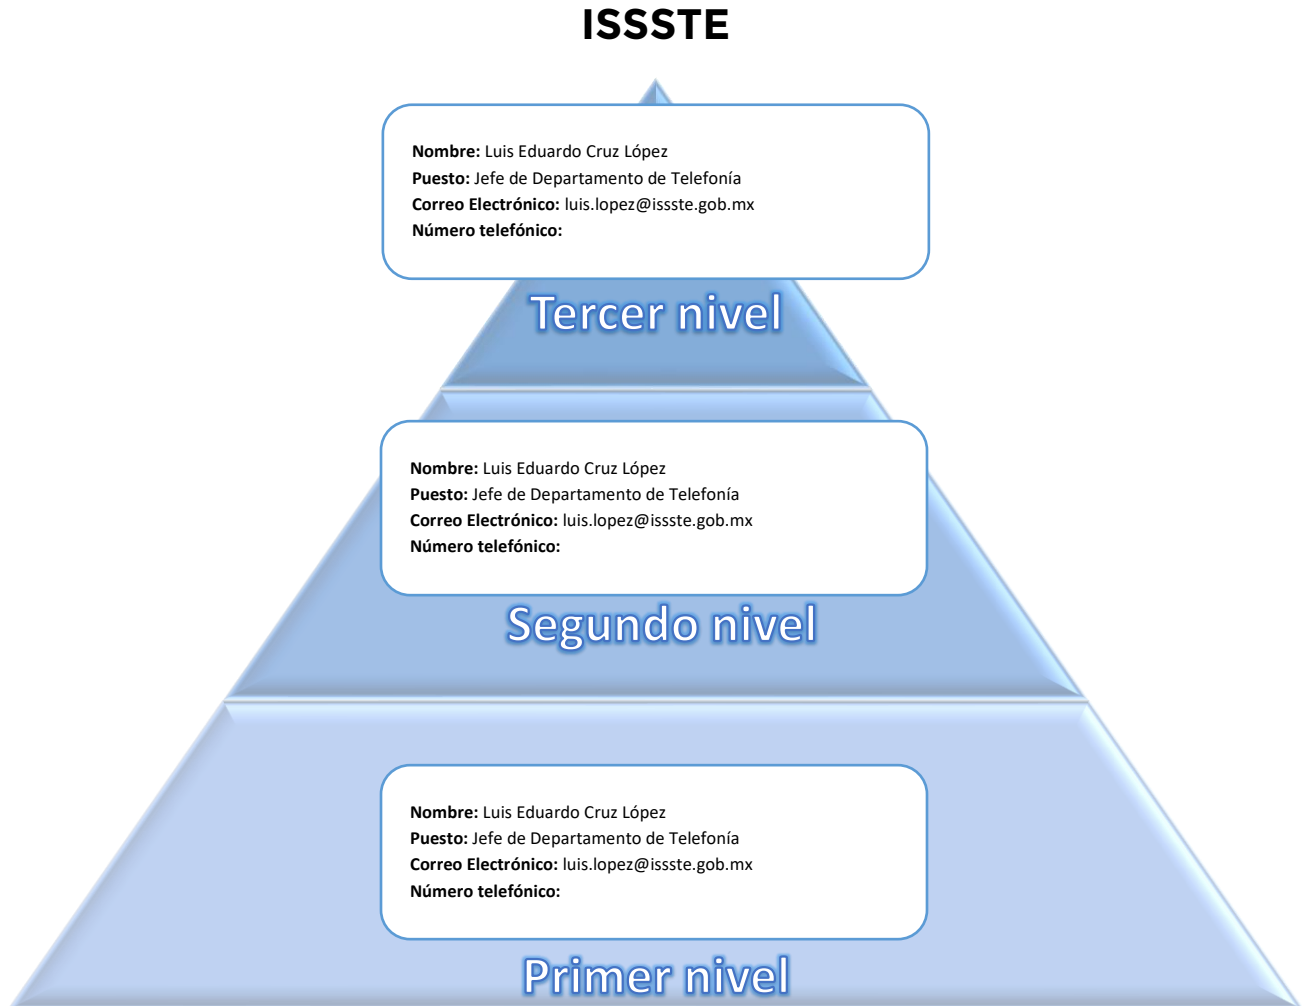 ISSSTE
Nombre: Luis Eduardo Cruz López
Puesto: Jefe de Departamento de Telefonía
Correo Electrónico: luis.lopez@issste.gob.mx
Número telefónico:
Tercer nivel
Nombre: Luis Eduardo Cruz López
Puesto: Jefe de Departamento de Telefonía
Correo Electrónico: luis.lopez@issste.gob.mx
Número telefónico:
Segundo nivel
Nombre: Luis Eduardo Cruz López
Puesto: Jefe de Departamento de Telefonía
Correo Electrónico: luis.lopez@issste.gob.mx
Número telefónico:
Primer nivel